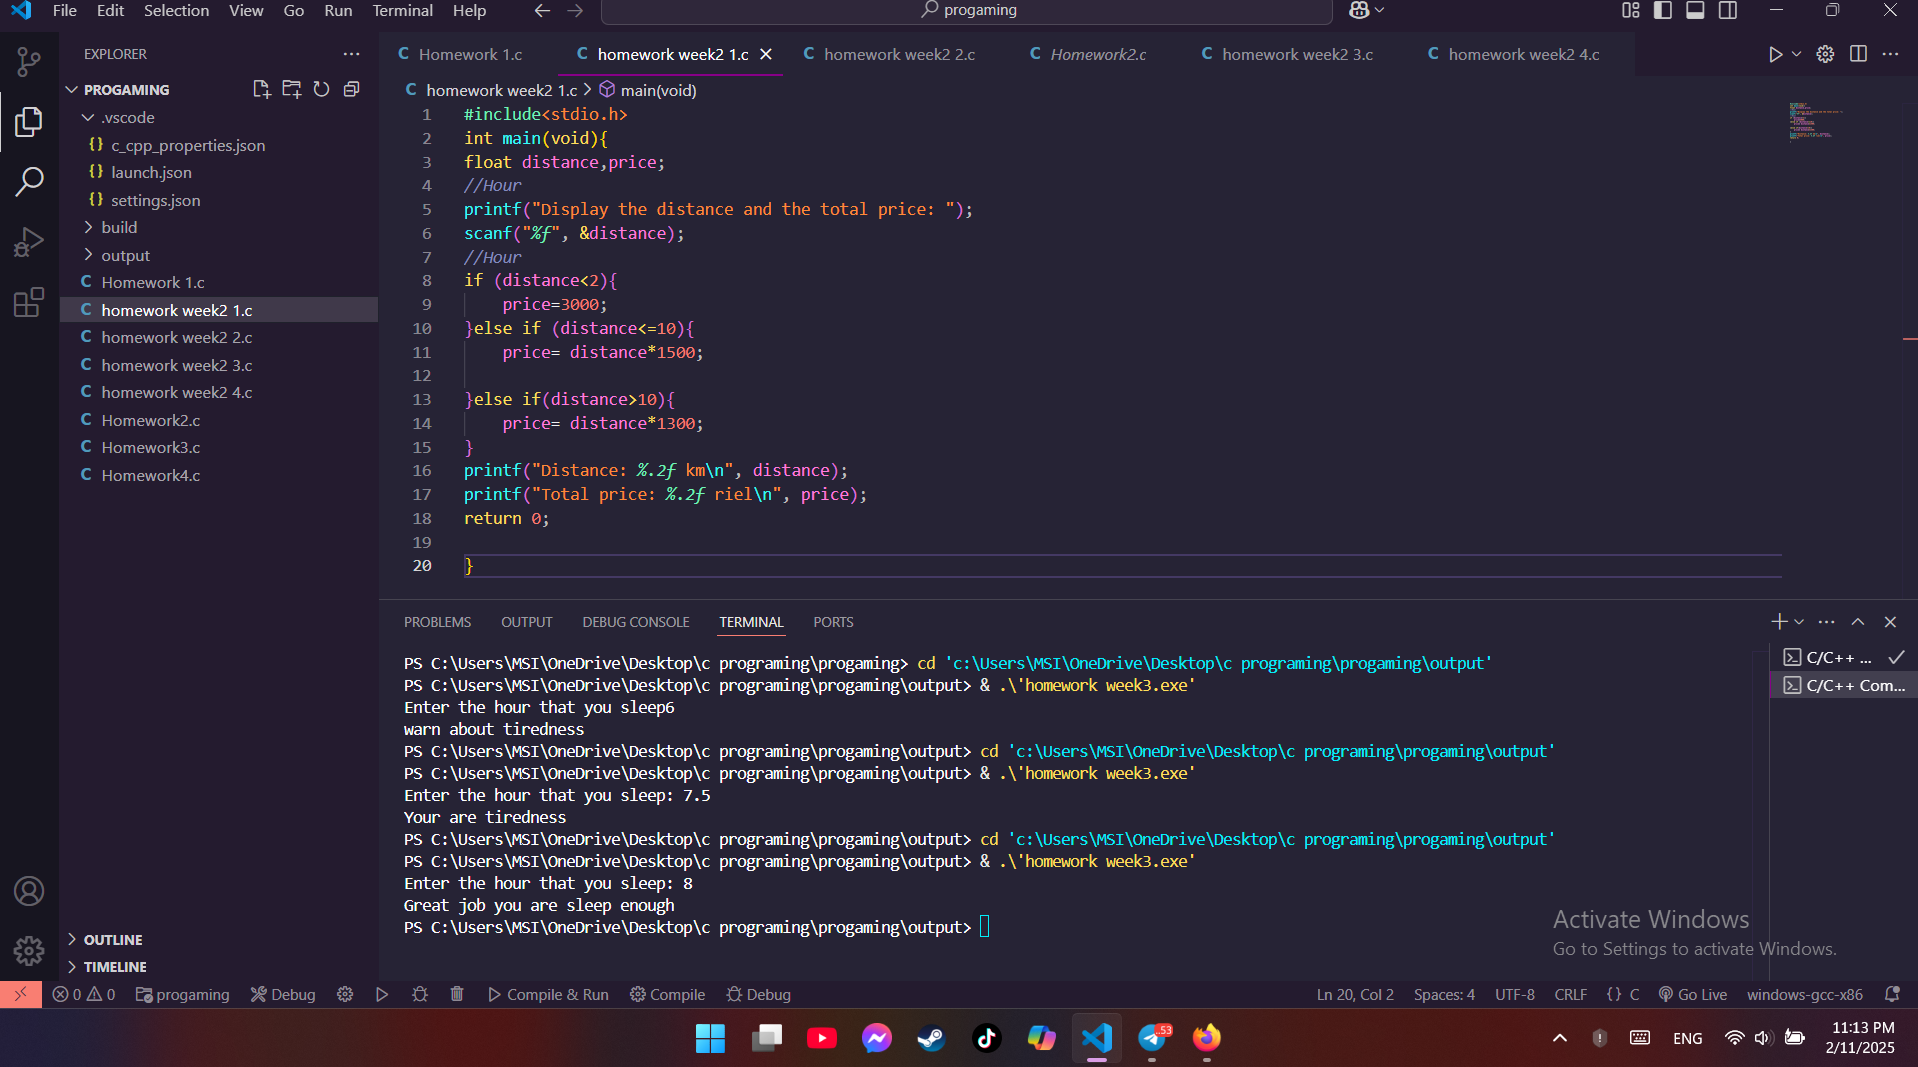 File Edit Selection View Go Run Terminal Help
progaming
EXPLORER
PROGAMING
.vscode
{} c_cpp_properties.json
{} launch.json
{} settings.json
build
output
C Homework 1.c
C homework week2 1.c
C homework week2 2.c
C homework week2 3.c
C homework week2 4.c
C Homework2.c
C Homework3.c
C Homework4.c
OUTLINE
TIMELINE
C Homework 1.c
C homework week2 1.c
C homework week2 2.c
C Homework2.c
C homework week2 3.c
C homework week2 4.c
C homework week2 1.c > main(void)
1 #include<stdio.h>
2 int main(void){
3 float distance,price;
4 //Hour
5 printf("Display the distance and the total price: ");
6 scanf("%f", &distance);
7 //Hour
8 if (distance<2){
9 price=3000;
10 }else if (distance<=10){
11 price= distance*1500;
12
13 }else if(distance>10){
14 price= distance*1300;
15 }
16 printf("Distance: %.2f km\n", distance);
17 printf("Total price: %.2f riel\n", price);
18 return 0;
19
20 }
PROBLEMS OUTPUT DEBUG CONSOLE TERMINAL PORTS
PS C:\Users\MSI\OneDrive\Desktop\c programing\progaming> cd 'c:\Users\MSI\OneDrive\Desktop\c programing\progaming\output'
PS C:\Users\MSI\OneDrive\Desktop\c programing\progaming\output> & .\'homework week3.exe'
Enter the hour that you sleep6
warn about tiredness
PS C:\Users\MSI\OneDrive\Desktop\c programing\progaming\output> cd 'c:\Users\MSI\OneDrive\Desktop\c programing\progaming\output'
PS C:\Users\MSI\OneDrive\Desktop\c programing\progaming\output> & .\'homework week3.exe'
Enter the hour that you sleep: 7.5
Your are tiredness
PS C:\Users\MSI\OneDrive\Desktop\c programing\progaming\output> cd 'c:\Users\MSI\OneDrive\Desktop\c programing\progaming\output'
PS C:\Users\MSI\OneDrive\Desktop\c programing\progaming\output> & .\'homework week3.exe'
Enter the hour that you sleep: 8
Great job you are sleep enough
PS C:\Users\MSI\OneDrive\Desktop\c programing\progaming\output>
C/C++ ...
C/C++ Com...
Activate Windows
Go to Settings to activate Windows.
0 0 progaming Debug Compile & Run Compile Debug
Ln 20, Col 2 Spaces: 4 UTF-8 CRLF {} C Go Live windows-gcc-x86
..53
ENG
11:13 PM
2/11/2025